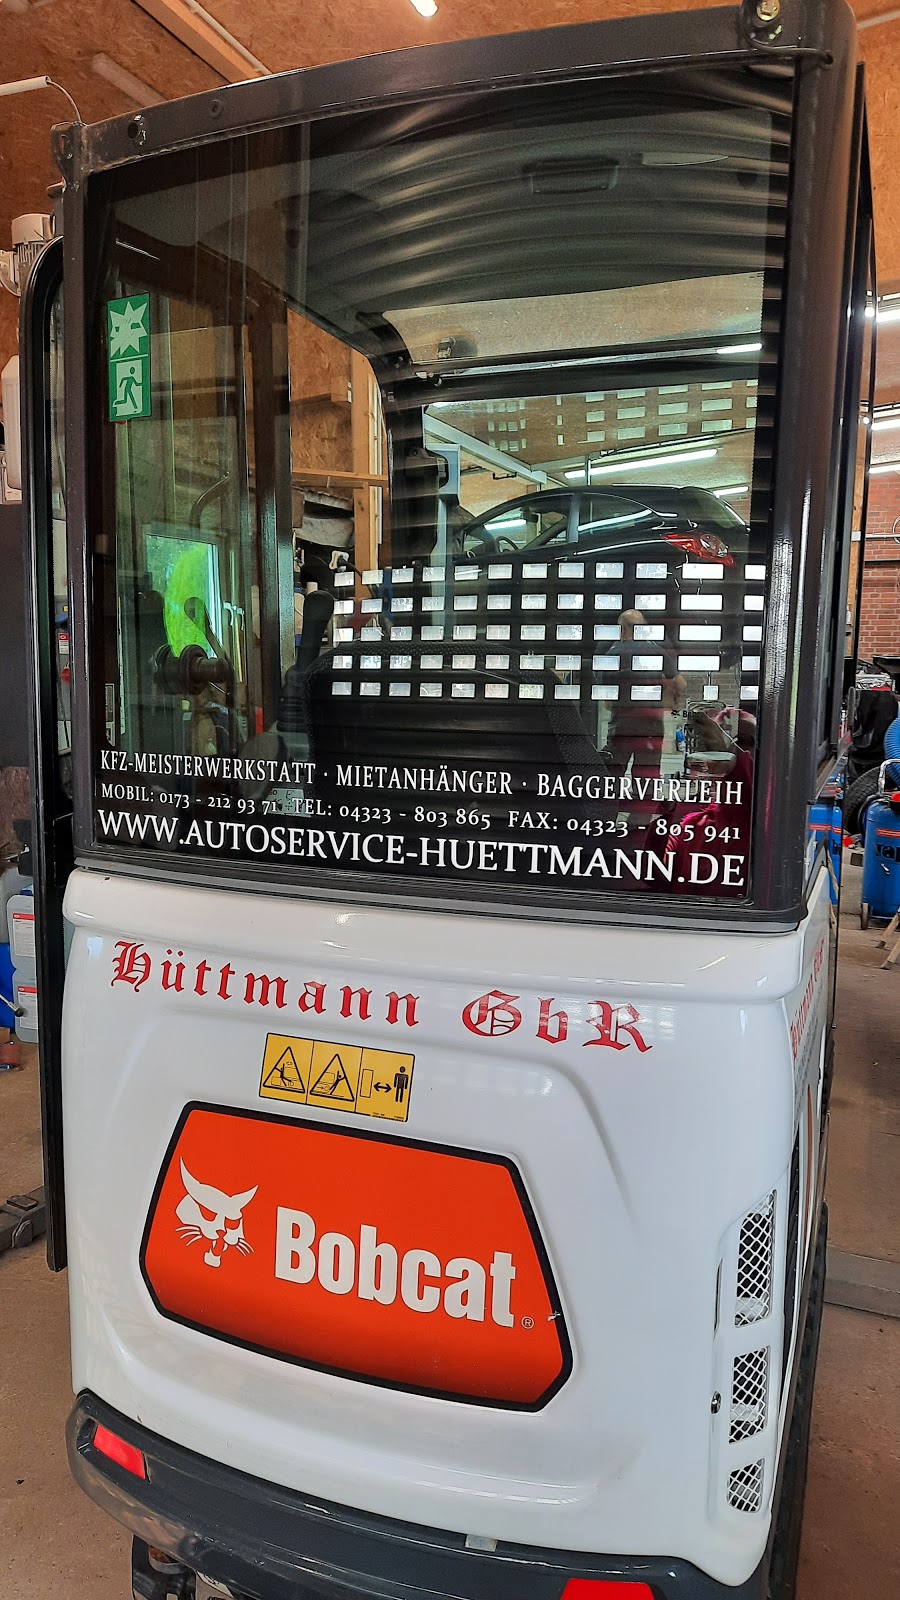 KFZ-MEISTERWERKSTATT · MIETANHÄNGER · BAGGERVERLEIH
MOBIL: 0173 - 212 93 71 TEL: 04323 - 803 865 FAX: 04323 - 805 941
WWW.AUTOSERVICE-HUETTMANN.DE
Hüttmann GbR
Bobcat ®